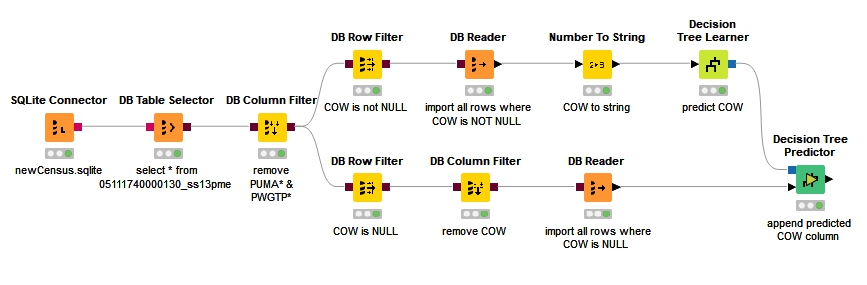 SQLite Connector
newCensus.sqlite
DB Table Selector
select * from
05111740000130_ss13pme
DB Column Filter
remove
PUMA* &
PWGTP*
DB Row Filter
COW is not NULL
DB Reader
import all rows where
COW is NOT NULL
Number To String
2
S
COW to string
Decision
Tree Learner
predict COW
DB Row Filter
COW is NULL
DB Column Filter
remove COW
DB Reader
import all rows where
COW is NULL
Decision Tree
Predictor
append predicted
COW column